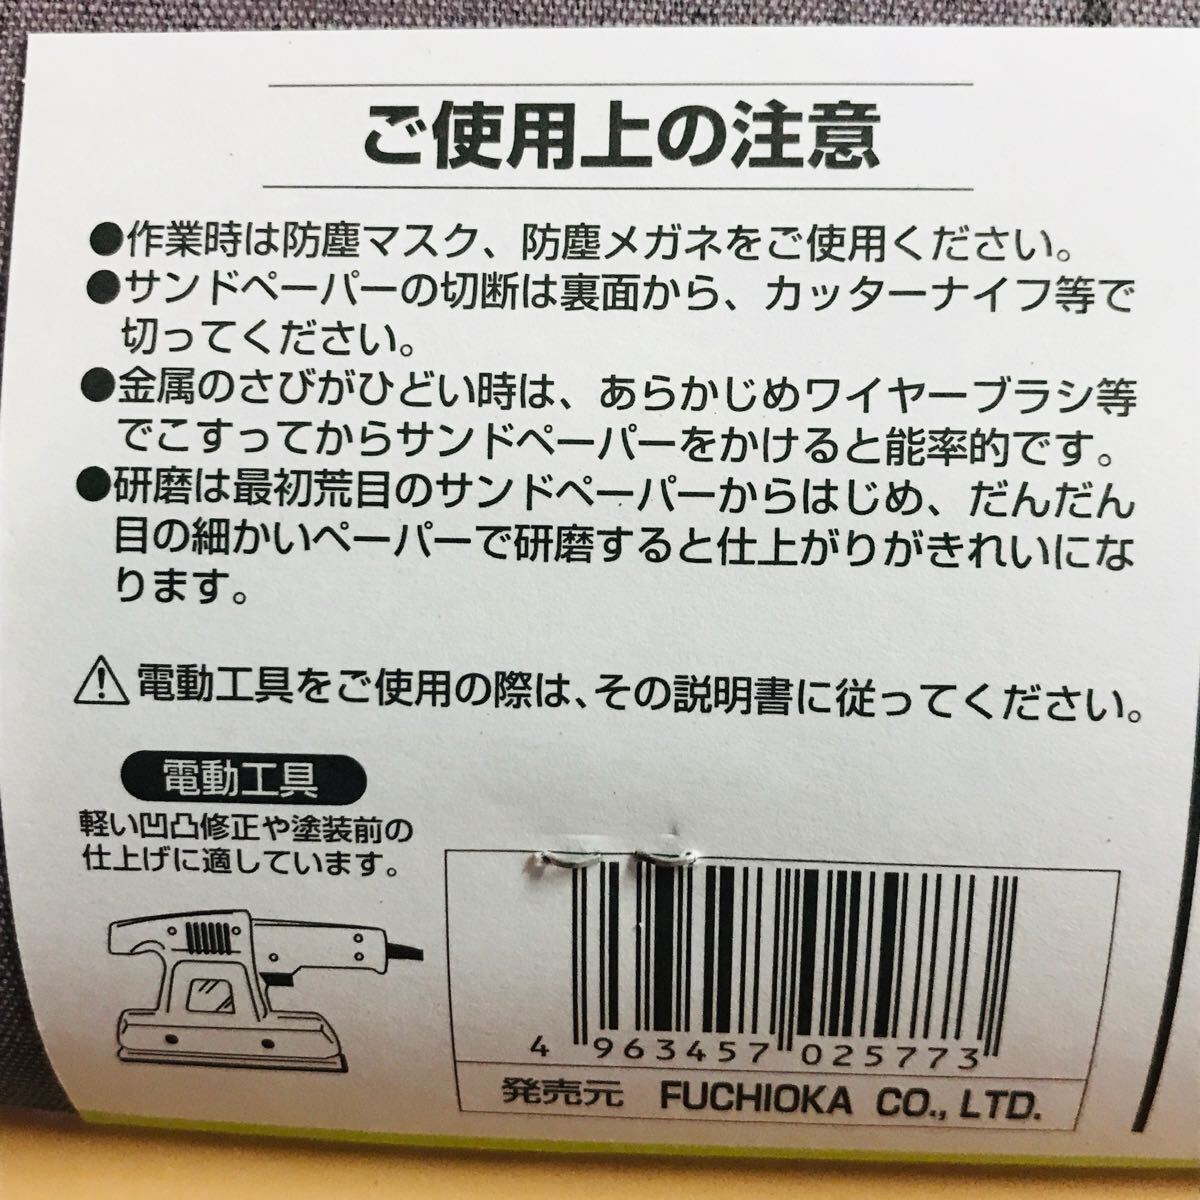 ご使用上の注意
●作業時は防塵マスク、防塵メガネをご使用ください。
●サンドペーパーの切断は裏面から、カッターナイフ等で
切ってください。
●金属のさびがひどい時は、あらかじめワイヤーブラシ等
でこすってからサンドペーパーをかけると能率的です。
●研磨は最初荒目のサンドペーパーからはじめ、だんだん
目の細かいペーパーで研磨すると仕上がりがきれいにな
ります。
⚠電動工具をご使用の際は、その説明書に従ってください。
電動工具
軽い凹凸修正や塗装前の
仕上げに適しています。
4 963457 025773
発売元 FUCHIOKA CO., LTD.